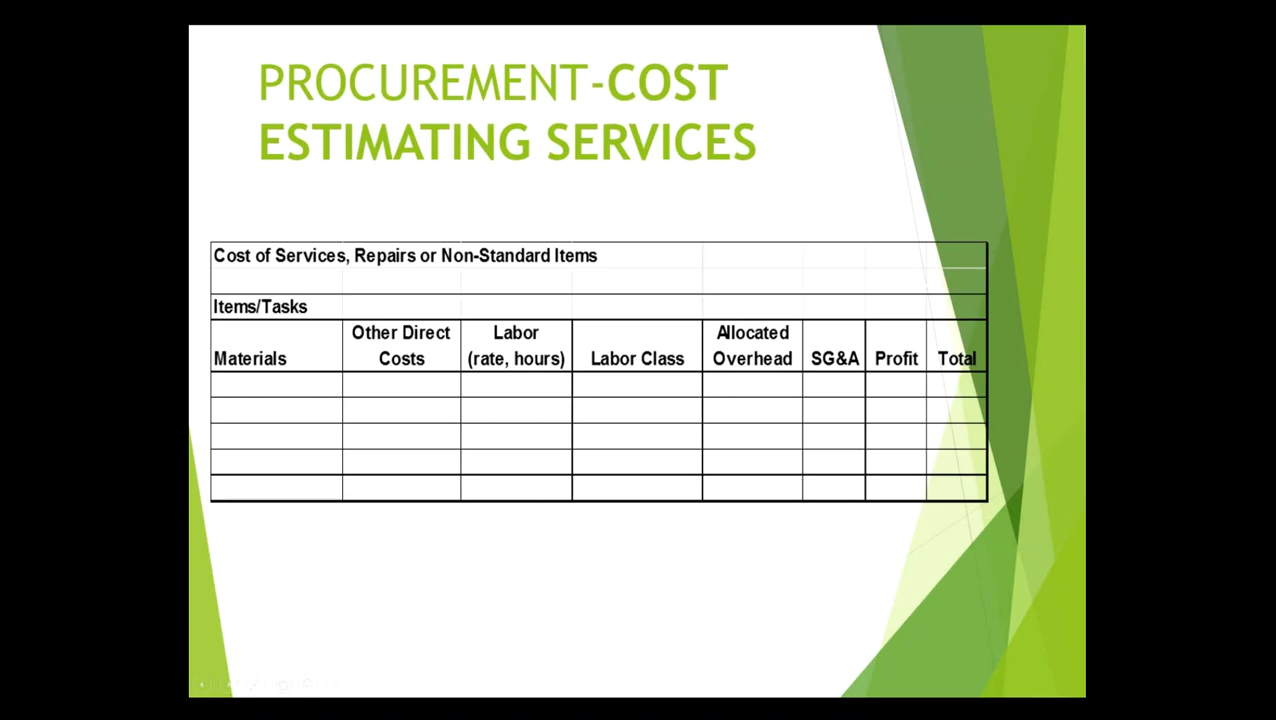 PROCUREMENT-COST
ESTIMATING SERVICES
Cost of Services, Repairs or Non-Standard Items
Items/Tasks
Materials
Other Direct
Costs
Labor
(rate, hours)
Labor Class
Allocated
Overhead
SG&A
Profit
Total